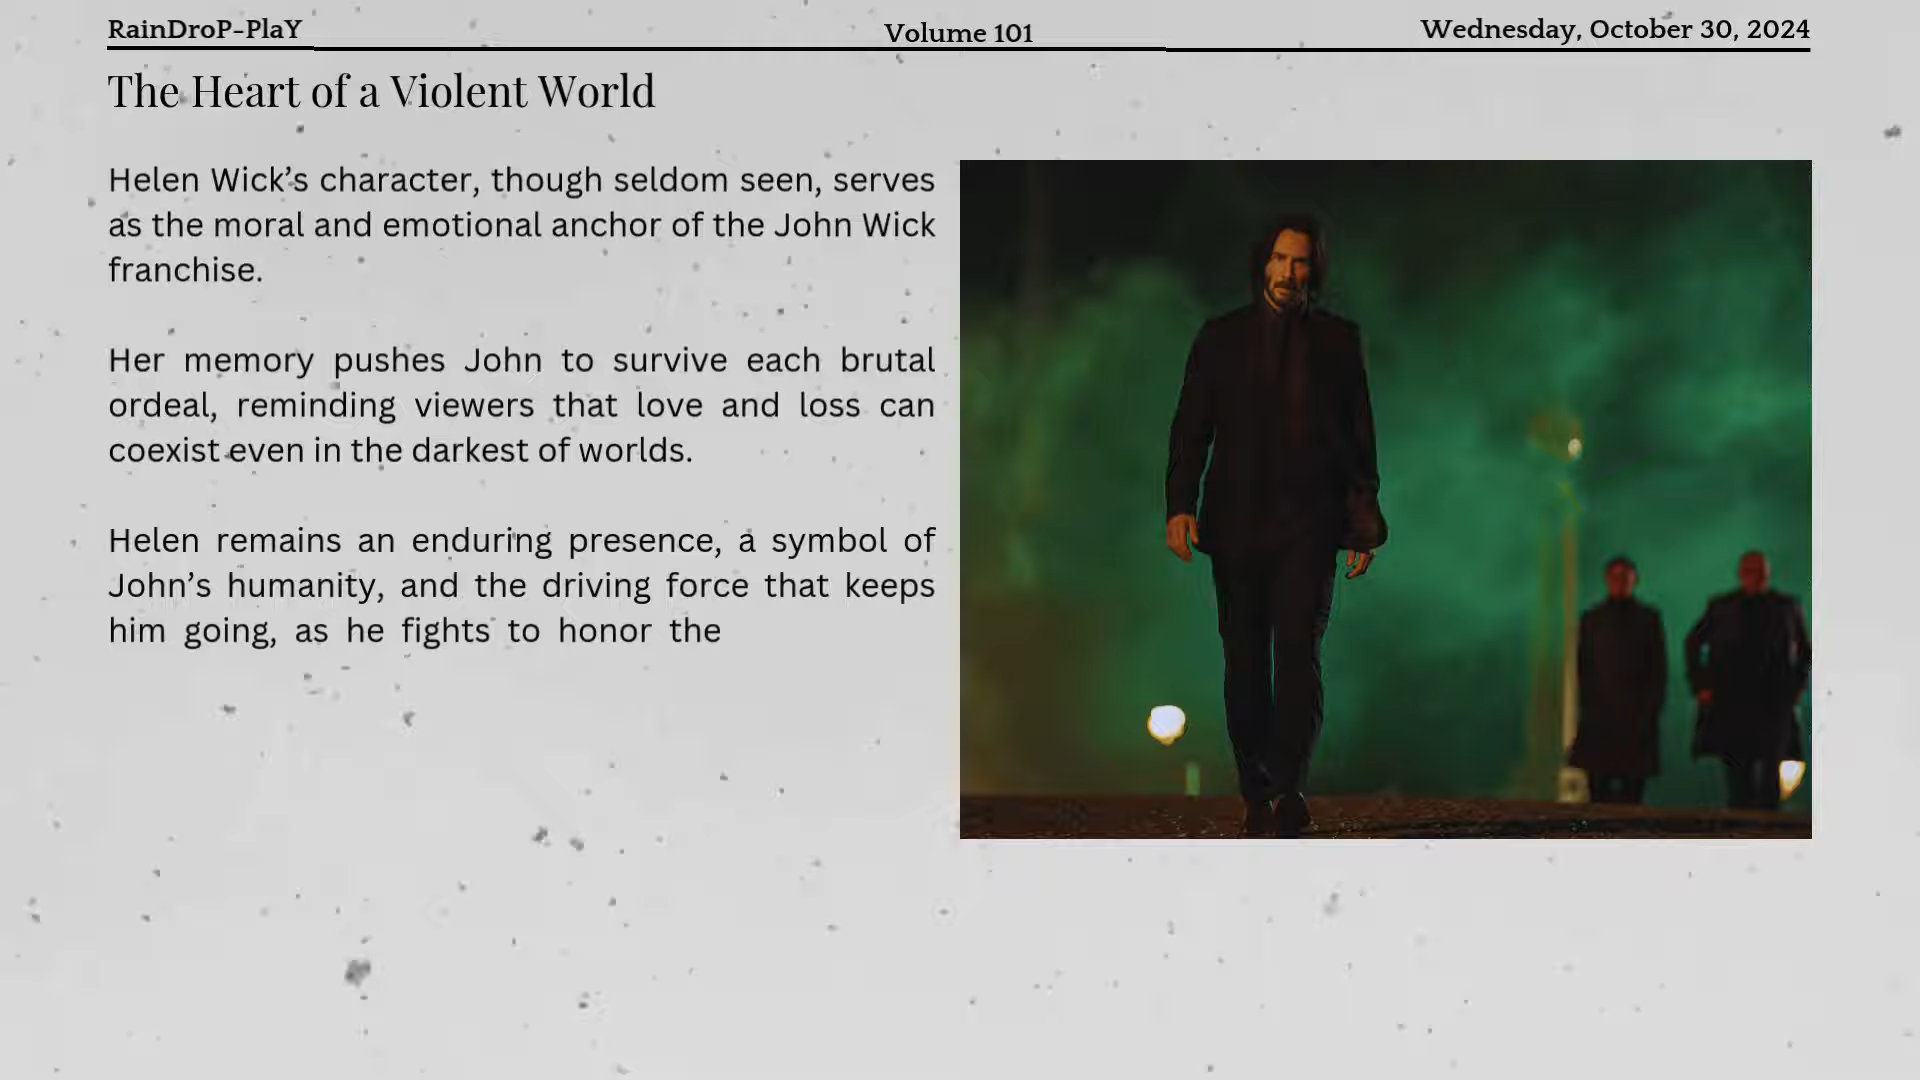 RainDroP-PlaY
Volume 101
Wednesday, October 30, 2024
The Heart of a Violent World
Helen Wick’s character, though seldom seen, serves
as the moral and emotional anchor of the John Wick
franchise.
Her memory pushes John to survive each brutal
ordeal, reminding viewers that love and loss can
coexist even in the darkest of worlds.
Helen remains an enduring presence, a symbol of
John’s humanity, and the driving force that keeps
him going, as he fights to honor the